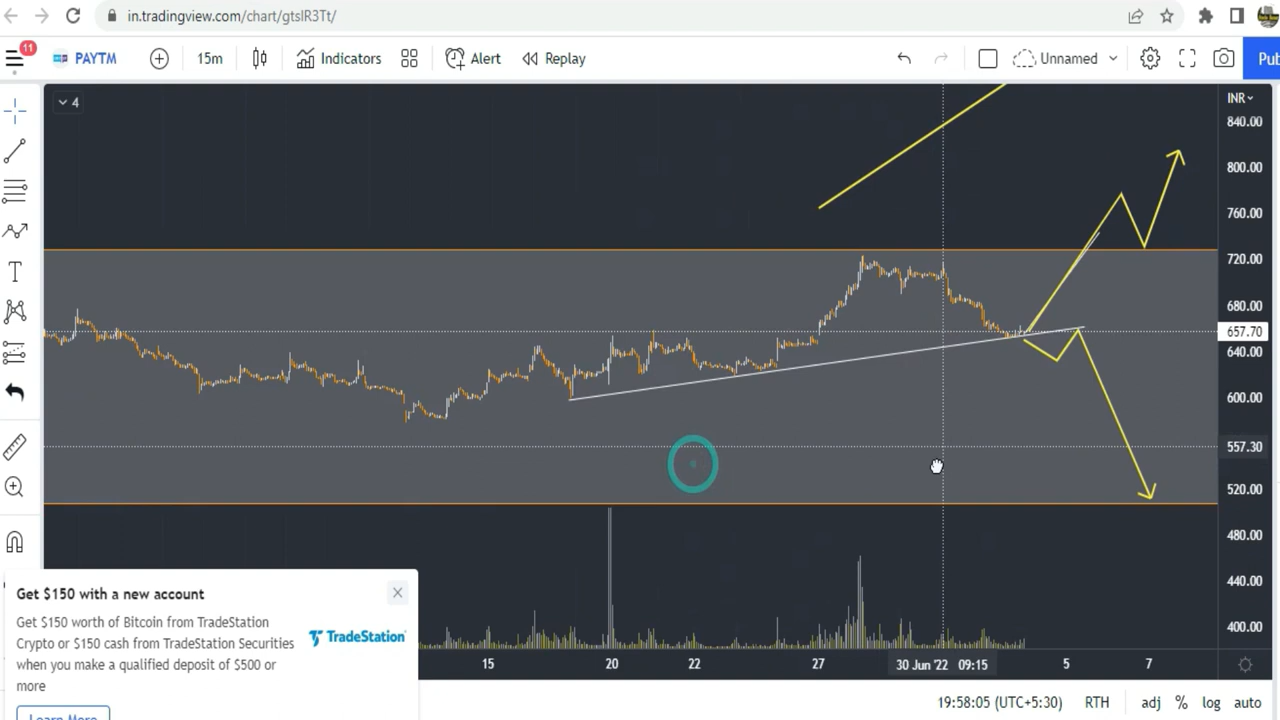 in.tradingview.com/chart/gtslR3Tt/
11
PAYTM
15m
Indicators
Alert
Replay
Unnamed
Pub
4
INR
840.00
800.00
760.00
720.00
680.00
657.70
640.00
600.00
557.30
520.00
480.00
440.00
400.00
Get $150 with a new account
Get $150 worth of Bitcoin from TradeStation
Crypto or $150 cash from TradeStation Securities
when you make a qualified deposit of $500 or
more
TradeStation
Learn More
15
20
22
27
30 Jun '22 09:15
5
7
19:58:05 (UTC+5:30)
RTH
adj
%
log
auto